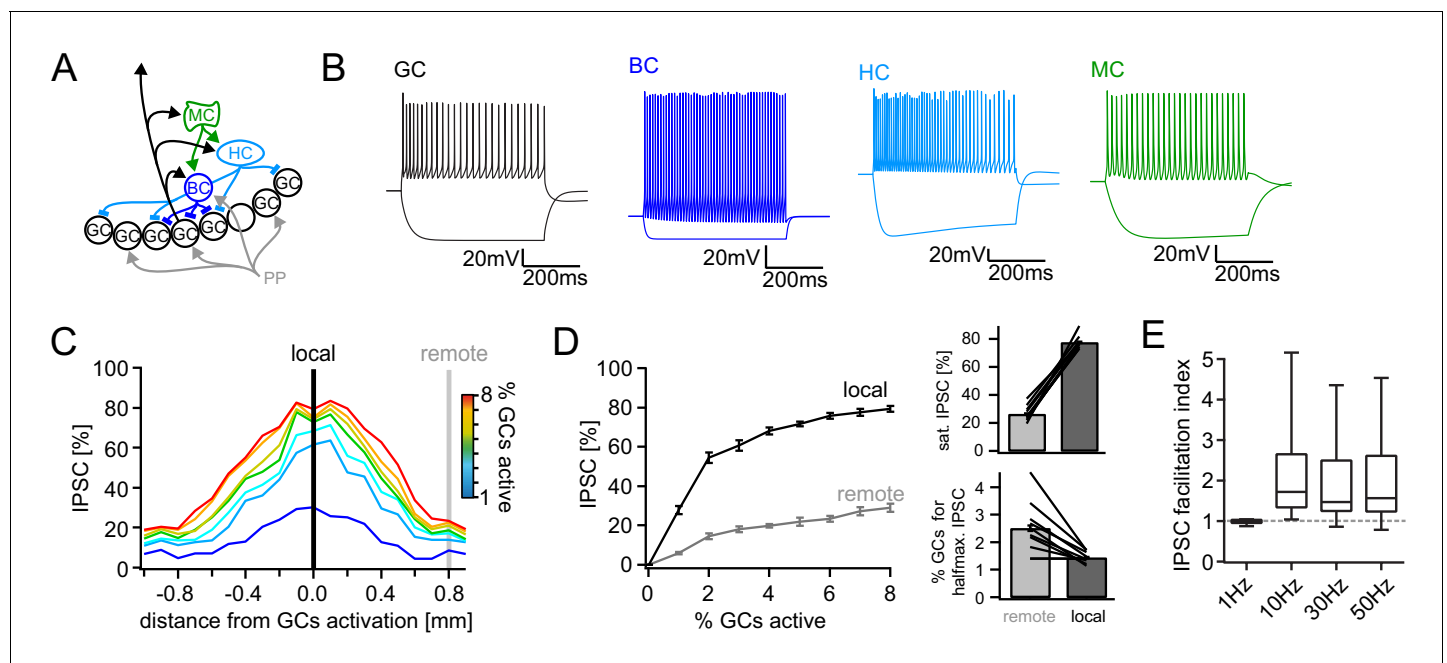 A
MC
HC
BC
GC
GC
GC
GC
GC
GC
GC
PP
B
GC
20mV
200ms
BC
20mV
200ms
HC
20mV
200ms
MC
20mV
200ms
C
local
remote
100
80
60
40
20
0
IPSC [%]
-0.8
-0.4
0.0
0.4
0.8
distance from GCs activation [mm]
8
1
% GCs active
D
100
80
60
40
20
0
IPSC [%]
local
remote
0
2
4
6
8
% GCs active
80
60
40
20
0
sat. IPSC [%]
4
3
2
1
0
% GCs for
halfmax. IPSC
remote
local
E
5
4
3
2
1
0
IPSC facilitation index
1Hz
10Hz
30Hz
50Hz